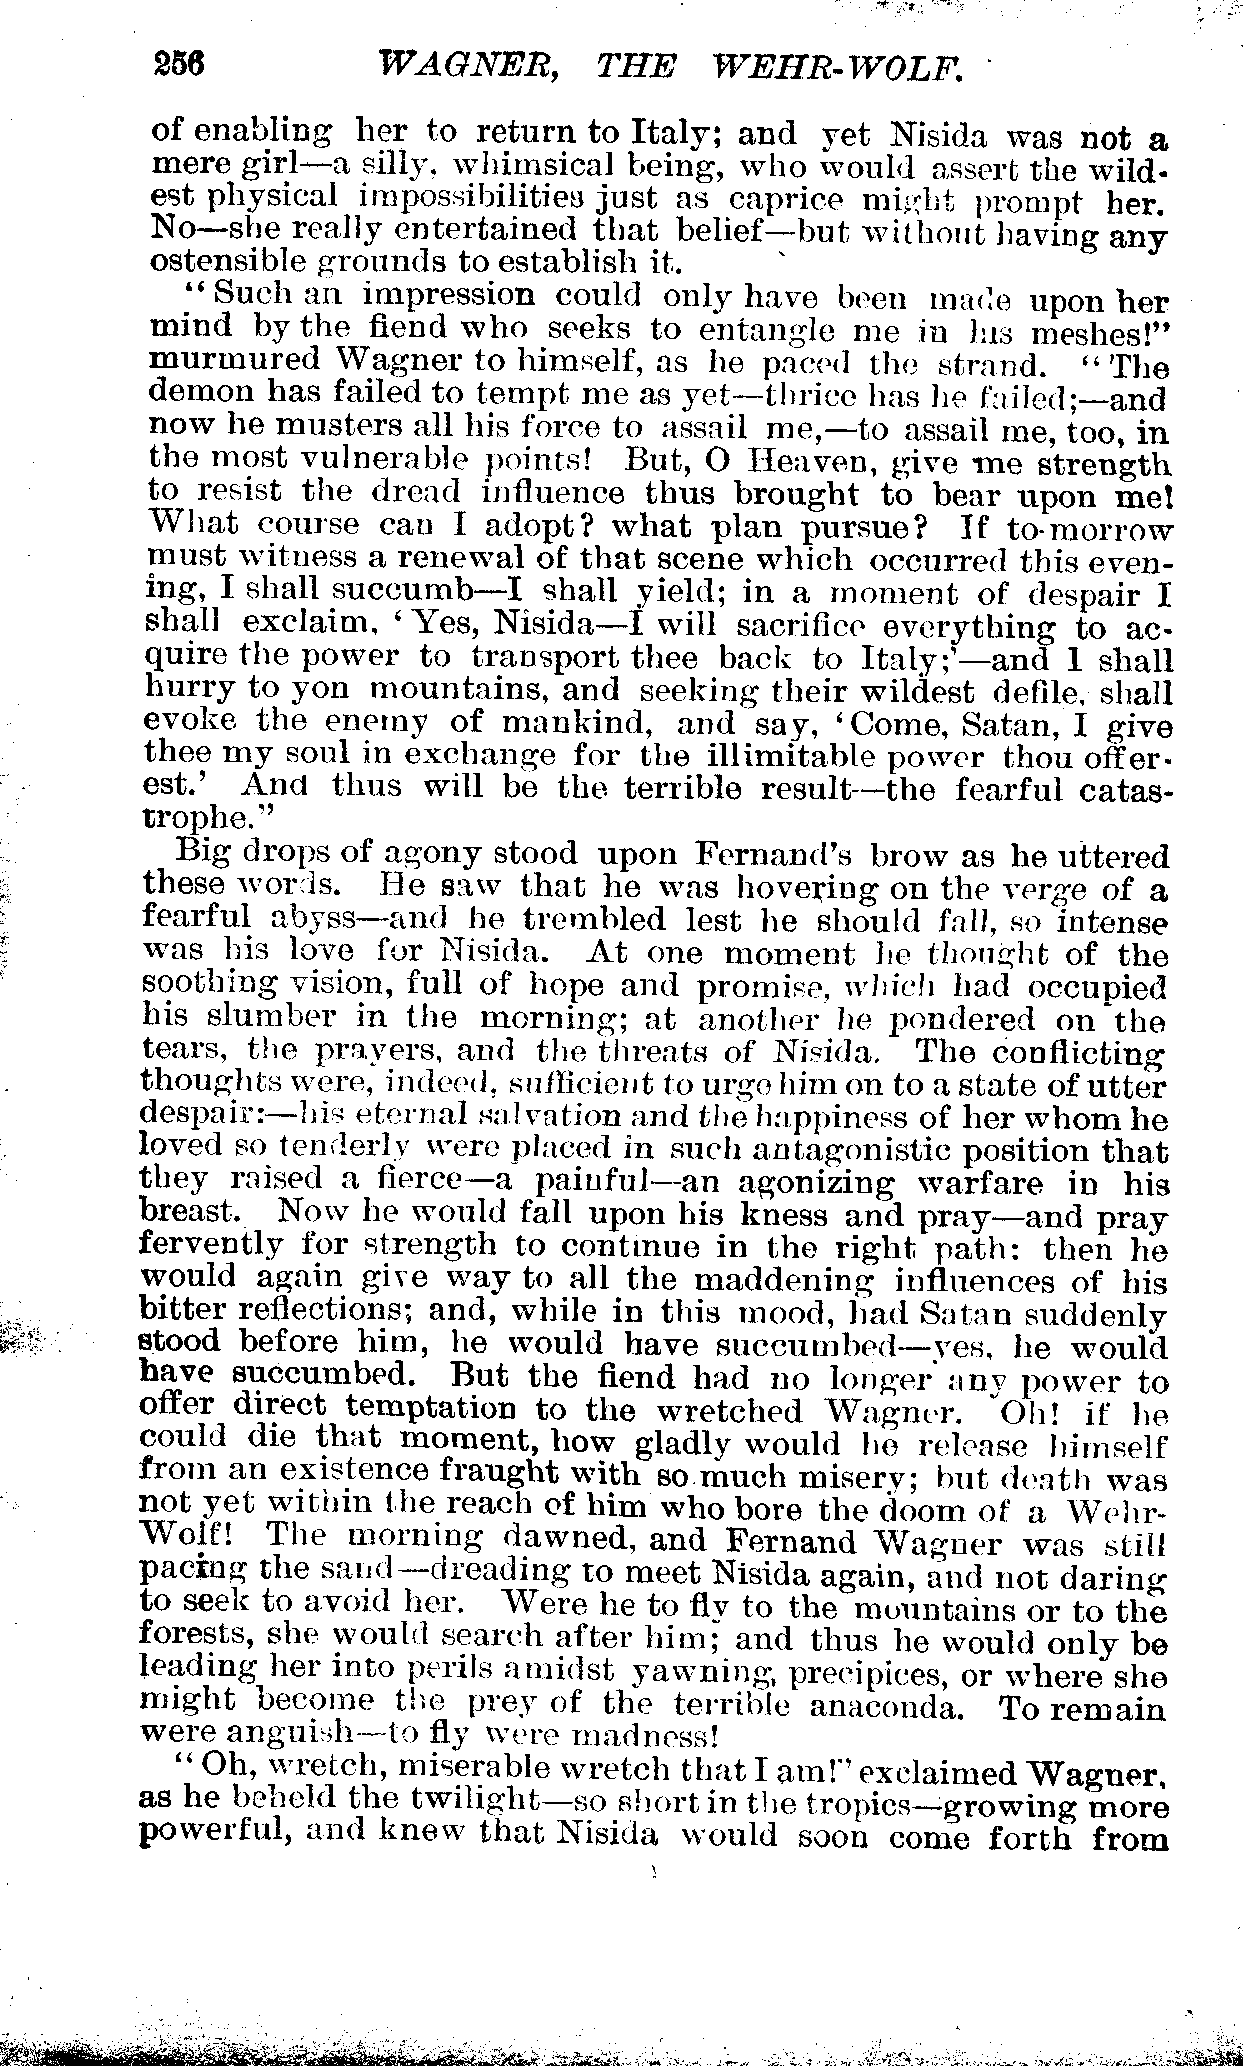 256 WAGNER, THE WEHR-WOLF.
of enabling her to return to Italy; and yet Nisida was not a
mere girl—a silly, whimsical being, who would assert the wild-
est physical impossibilities just as caprice might prompt her.
No—she really entertained that belief—but without having any
ostensible grounds to establish it.
“Such an impression could only have been made upon her
mind by the fiend who seeks to entangle me in his meshes!”
murmured Wagner to himself, as he paced the strand. “The
demon has failed to tempt me as yet—thrice has he failed;—and
now he musters all his force to assail me,—to assail me, too, in
the most vulnerable points! But, O Heaven, give me strength
to resist the dread influence thus brought to bear upon me!
What course can I adopt? what plan pursue? If to-morrow
must witness a renewal of that scene which occurred this even-
ing, I shall succumb—I shall yield; in a moment of despair I
shall exclaim, ‘Yes, Nisida—I will sacrifice everything to ac-
quire the power to transport thee back to Italy;’—and I shall
hurry to yon mountains, and seeking their wildest defile, shall
evoke the enemy of mankind, and say, ‘Come, Satan, I give
thee my soul in exchange for the illimitable power thou offer-
est.’ And thus will be the terrible result—the fearful catas-
trophe.”
Big drops of agony stood upon Fernand’s brow as he uttered
these words. He saw that he was hovering on the verge of a
fearful abyss—and he trembled lest he should fall, so intense
was his love for Nisida. At one moment he thought of the
soothing vision, full of hope and promise, which had occupied
his slumber in the morning; at another he pondered on the
tears, the prayers, and the threats of Nisida. The conflicting
thoughts were, indeed, sufficient to urge him on to a state of utter
despair:—his eternal salvation and the happiness of her whom he
loved so tenderly were placed in such antagonistic position that
they raised a fierce—a painful—an agonizing warfare in his
breast. Now he would fall upon his kness and pray—and pray
fervently for strength to continue in the right path: then he
would again give way to all the maddening influences of his
bitter reflections; and, while in this mood, had Satan suddenly
stood before him, he would have succumbed—yes, he would
have succumbed. But the fiend had no longer any power to
offer direct temptation to the wretched Wagner. Oh! if he
could die that moment, how gladly would he release himself
from an existence fraught with so much misery; but death was
not yet within the reach of him who bore the doom of a Wehr-
Wolf! The morning dawned, and Fernand Wagner was still
pacing the sand—dreading to meet Nisida again, and not daring
to seek to avoid her. Were he to fly to the mountains or to the
forests, she would search after him; and thus he would only be
leading her into perils amidst yawning, precipices, or where she
might become the prey of the terrible anaconda. To remain
were anguish—to fly were madness!
“Oh, wretch, miserable wretch that I am!” exclaimed Wagner,
as he beheld the twilight—so short in the tropics—growing more
powerful, and knew that Nisida would soon come forth from